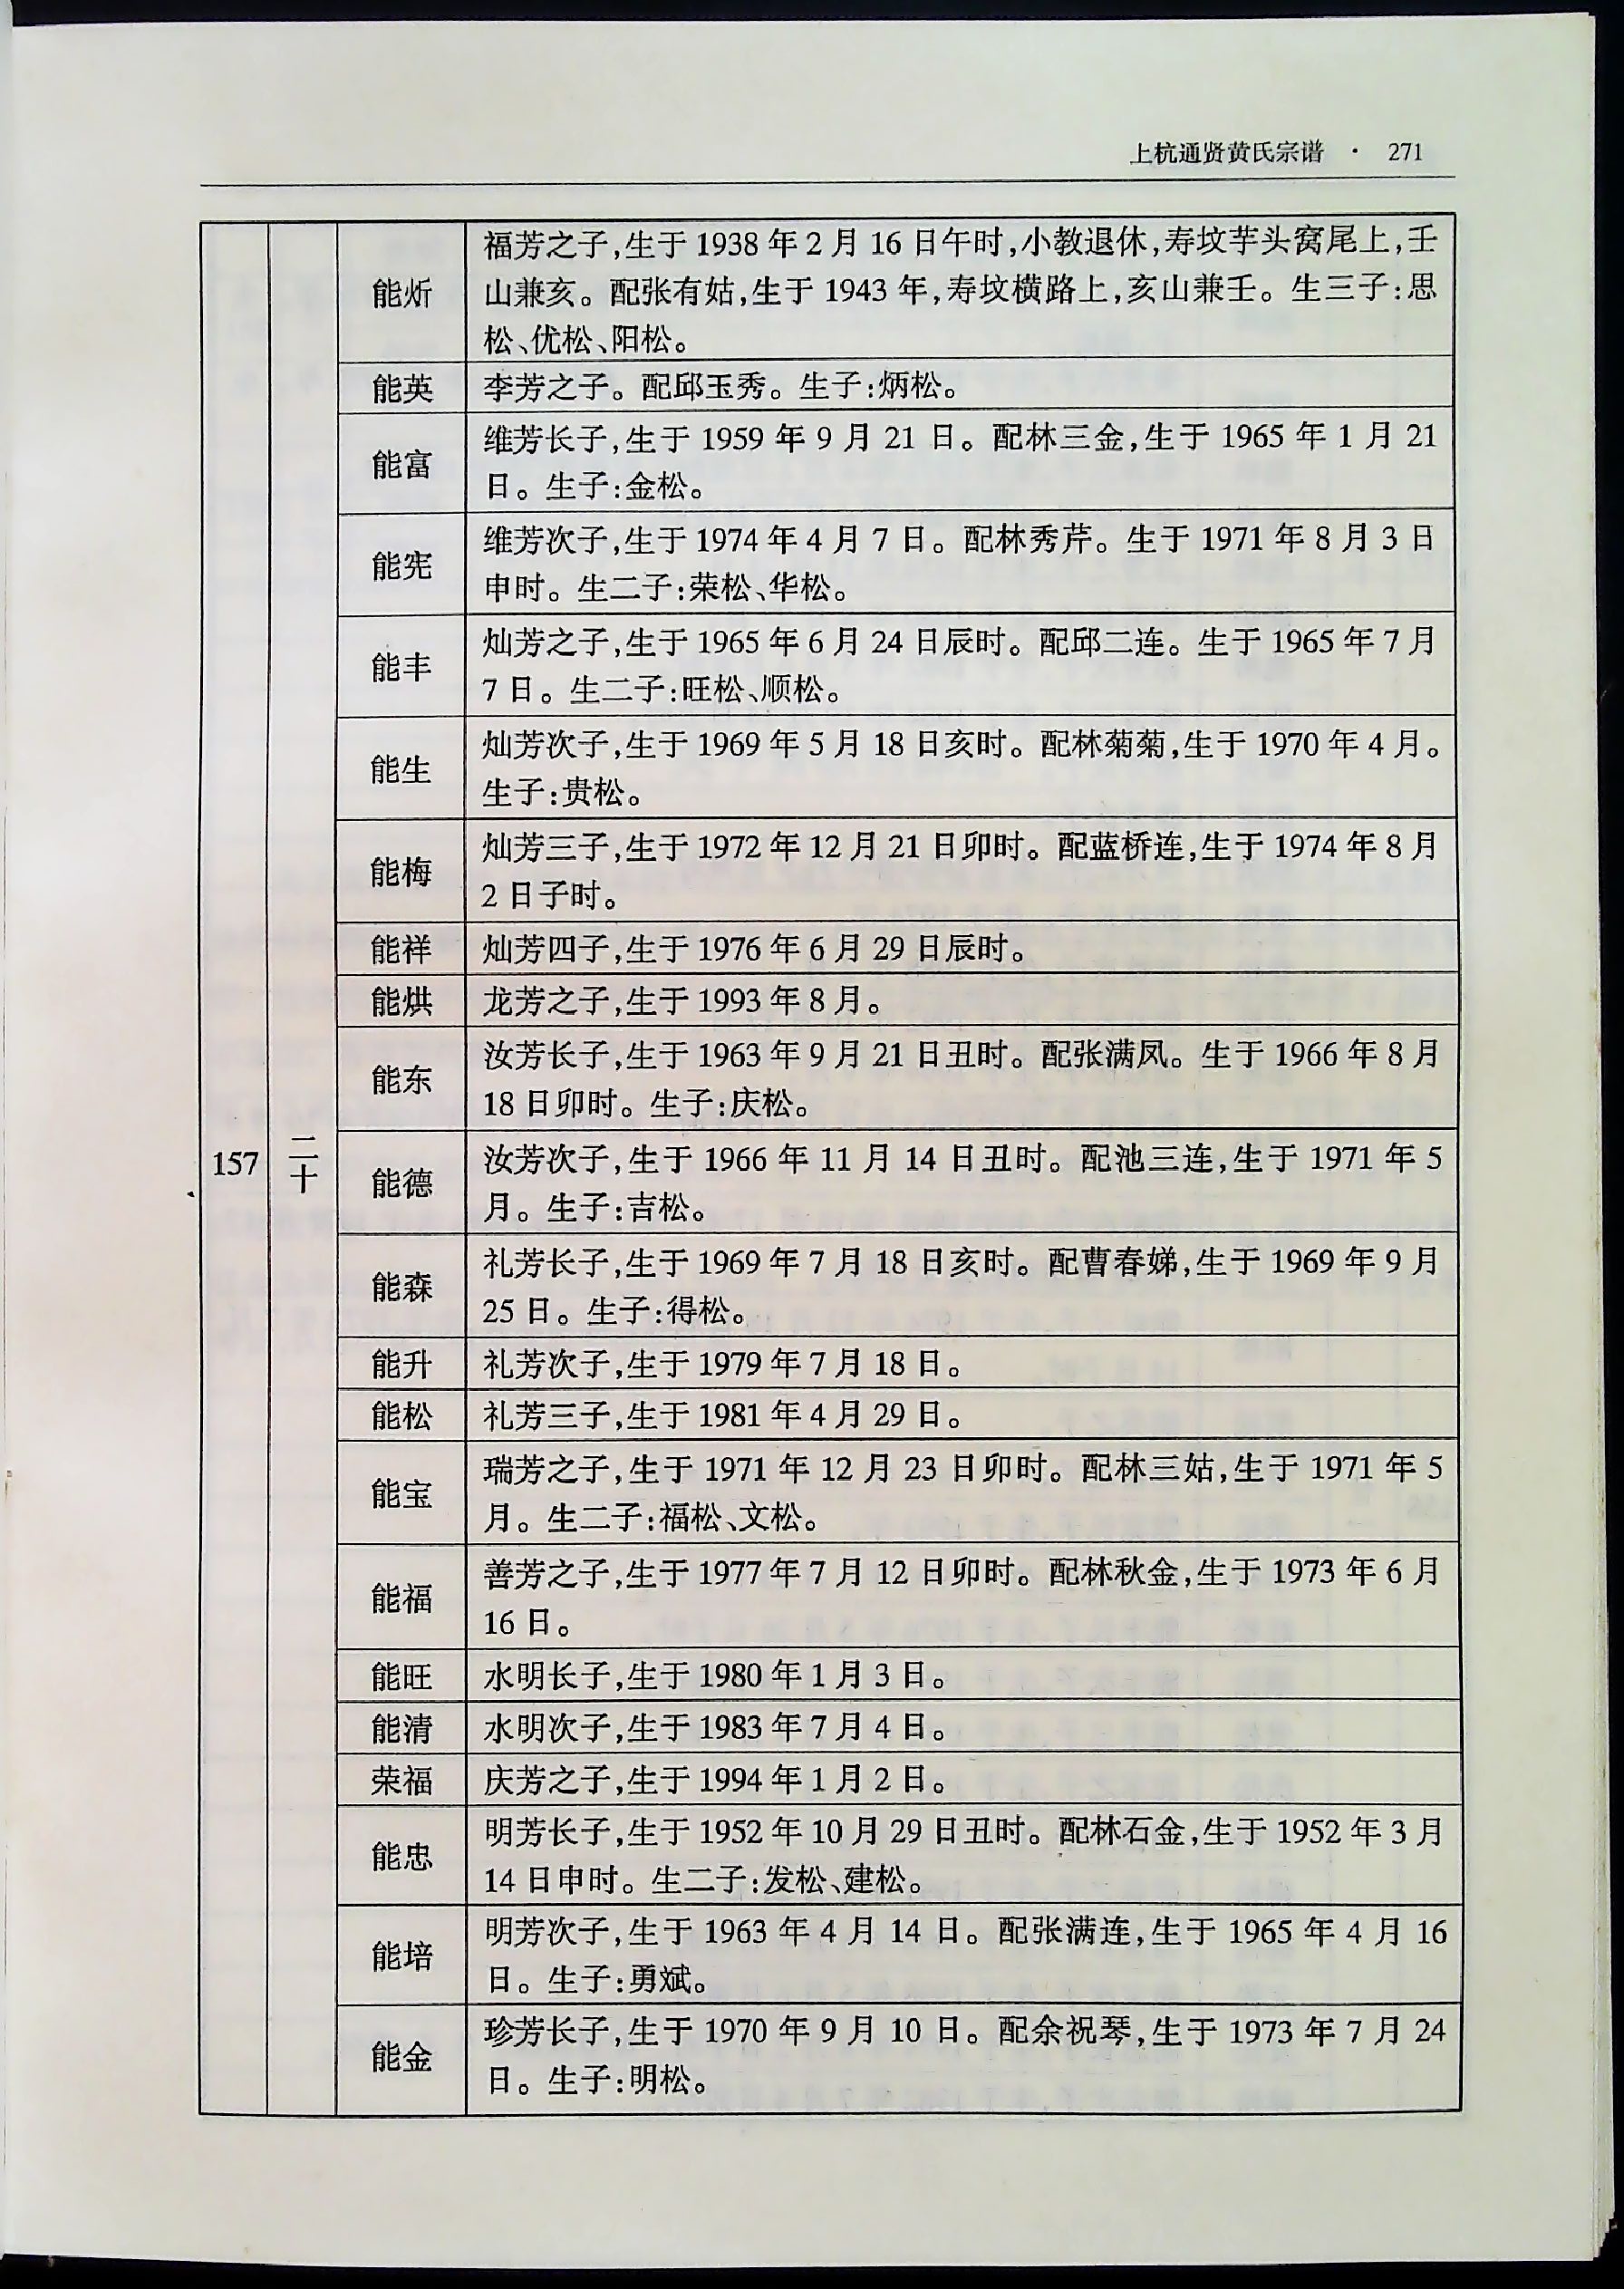 上杭通贤黄氏宗谱 · 271
157
二十
能炘
福芳之子,生于 1938 年 2 月 16 日午时,小教退休,寿坟芋头窝尾上,壬
山兼亥。配张有姑,生于 1943 年,寿坟横路上,亥山兼壬。生三子:思
松、优松、阳松。
能英
李芳之子。配邱玉秀。生子:炳松。
能富
维芳长子,生于 1959 年 9 月 21 日。配林三金,生于 1965 年 1 月 21
日。生子:金松。
能宪
维芳次子,生于 1974 年 4 月 7 日。配林秀芹。生于 1971 年 8 月 3 日
申时。生二子:荣松、华松。
能丰
灿芳之子,生于 1965 年 6 月 24 日辰时。配邱二连。生于 1965 年 7 月
7 日。生二子:旺松、顺松。
能生
灿芳次子,生于 1969 年 5 月 18 日亥时。配林菊菊,生于 1970 年 4 月。
生子:贵松。
能梅
灿芳三子,生于 1972 年 12 月 21 日卯时。配蓝桥连,生于 1974 年 8 月
2 日子时。
能祥
灿芳四子,生于 1976 年 6 月 29 日辰时。
能烘
龙芳之子,生于 1993 年 8 月。
能东
汝芳长子,生于 1963 年 9 月 21 日丑时。配张满凤。生于 1966 年 8 月
18 日卯时。生子:庆松。
能德
汝芳次子,生于 1966 年 11 月 14 日丑时。配池三连,生于 1971 年 5
月。生子:吉松。
能森
礼芳长子,生于 1969 年 7 月 18 日亥时。配曹春娣,生于 1969 年 9 月
25 日。生子:得松。
能升
礼芳次子,生于 1979 年 7 月 18 日。
能松
礼芳三子,生于 1981 年 4 月 29 日。
能宝
瑞芳之子,生于 1971 年 12 月 23 日卯时。配林三姑,生于 1971 年 5
月。生二子:福松、文松。
能福
善芳之子,生于 1977 年 7 月 12 日卯时。配林秋金,生于 1973 年 6 月
16 日。
能旺
水明长子,生于 1980 年 1 月 3 日。
能清
水明次子,生于 1983 年 7 月 4 日。
荣福
庆芳之子,生于 1994 年 1 月 2 日。
能忠
明芳长子,生于 1952 年 10 月 29 日丑时。配林石金,生于 1952 年 3 月
14 日申时。生二子:发松、建松。
能培
明芳次子,生于 1963 年 4 月 14 日。配张满连,生于 1965 年 4 月 16
日。生子:勇斌。
能金
珍芳长子,生于 1970 年 9 月 10 日。配余祝琴,生于 1973 年 7 月 24
日。生子:明松。